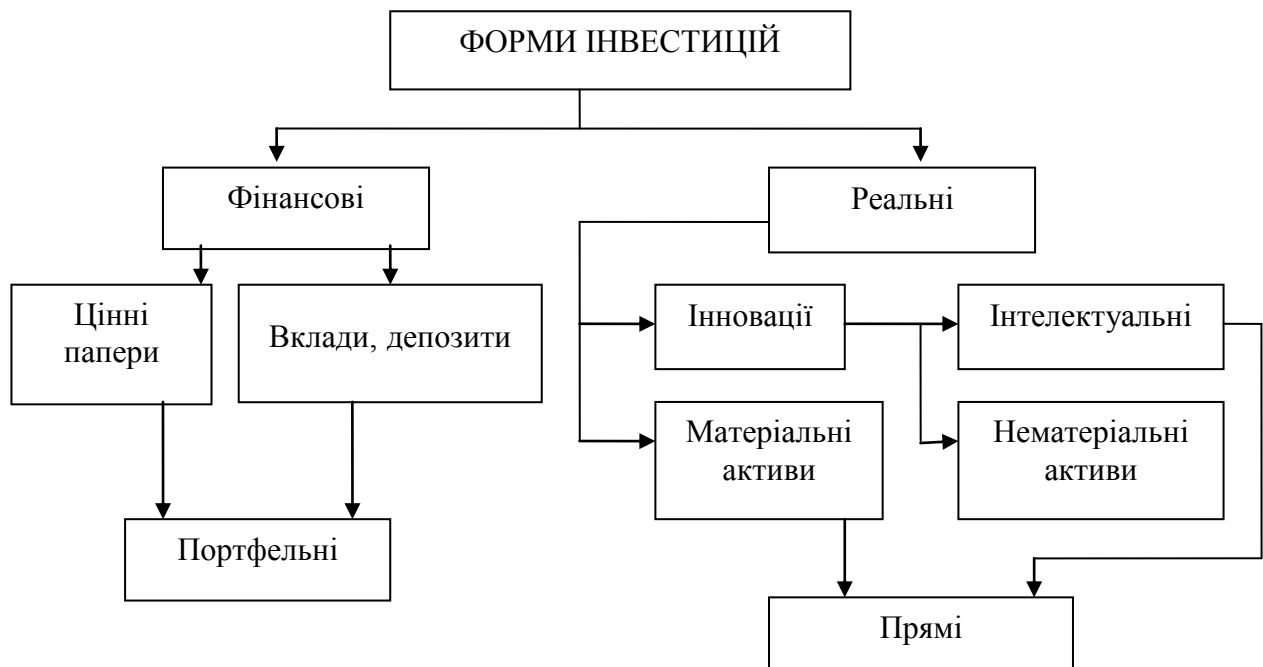 ФОРМИ ІНВЕСТИЦІЙ
Фінансові
Реальні
Цінні
папери
Вклади, депозити
Інновації
Інтелектуальні
Матеріальні
активи
Нематеріальні
активи
Портфельні
Прямі